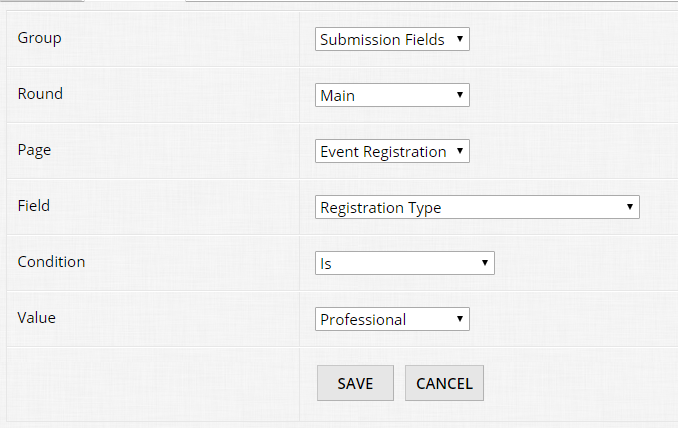 Group Submission Fields
Round Main
Page Event Registration
Field Registration Type
Condition Is
Value Professional
SAVE CANCEL